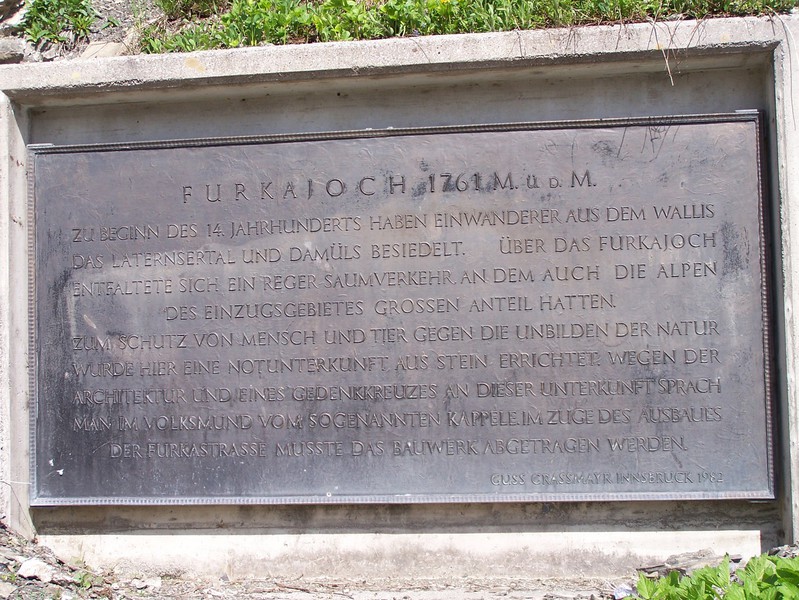 FURKAJOCH 1761 M. ü. D. M.
ZU BEGINN DES 14. JAHRHUNDERTS HABEN EINWANDERER AUS DEM WALLIS
DAS LATERNSERTAL UND DAMÜLS BESIEDELT. ÜBER DAS FURKAJOCH
ENTFALTETE SICH EIN REGER SAUMVERKEHR, AN DEM AUCH DIE ALPEN
DES EINZUGSGEBIETES GROSSEN ANTEIL HATTEN.
ZUM SCHUTZ VON MENSCH UND TIER GEGEN DIE UNBILDEN DER NATUR
WURDE HIER EINE NOTUNTERKUNFT AUS STEIN ERRICHTET. WEGEN DER
ARCHITEKTUR UND EINES GEDENKKREUZES AN DIESER UNTERKUNFT SPRACH
MAN IM VOLKSMUND VOM SOGENANNTEN KAPPELE. IM ZUGE DES AUSBAUES
DER FURKASTRASSE MUSSTE DAS BAUWERK ABGETRAGEN WERDEN.
GUSS GRASSMAYR INNSBRUCK 1982